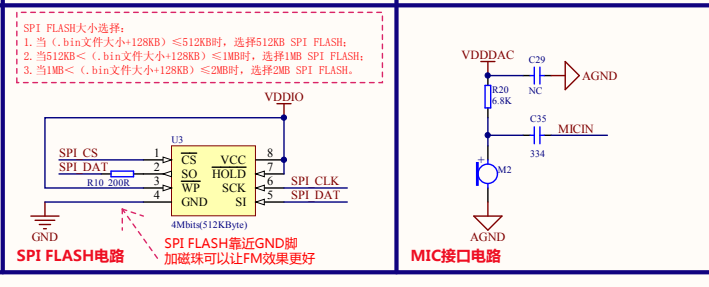 SPI FLASH大小选择:
1.当（.bin文件大小+128KB）≤512KB时，选择512KB SPI FLASH;
2.当512KB＜（.bin文件大小+128KB）≤1MB时，选择1MB SPI FLASH;
3.当1MB＜（.bin文件大小+128KB）≤2MB时，选择2MB SPI FLASH。
VDDIO
U3
SPI_CS 1 CS VCC 8
SPI_DAT 2 SO HOLD 7
R10 200R 3 WP SCK 6 SPI_CLK
4 GND SI 5 SPI_DAT
4Mbits(512KByte)
GND
SPI FLASH靠近GND脚
加磁珠可以让FM效果更好
SPI FLASH电路
VDDDAC
C29
AGND
NC
R20
6.8K
C35
MICIN
334
+
M2
AGND
MIC接口电路